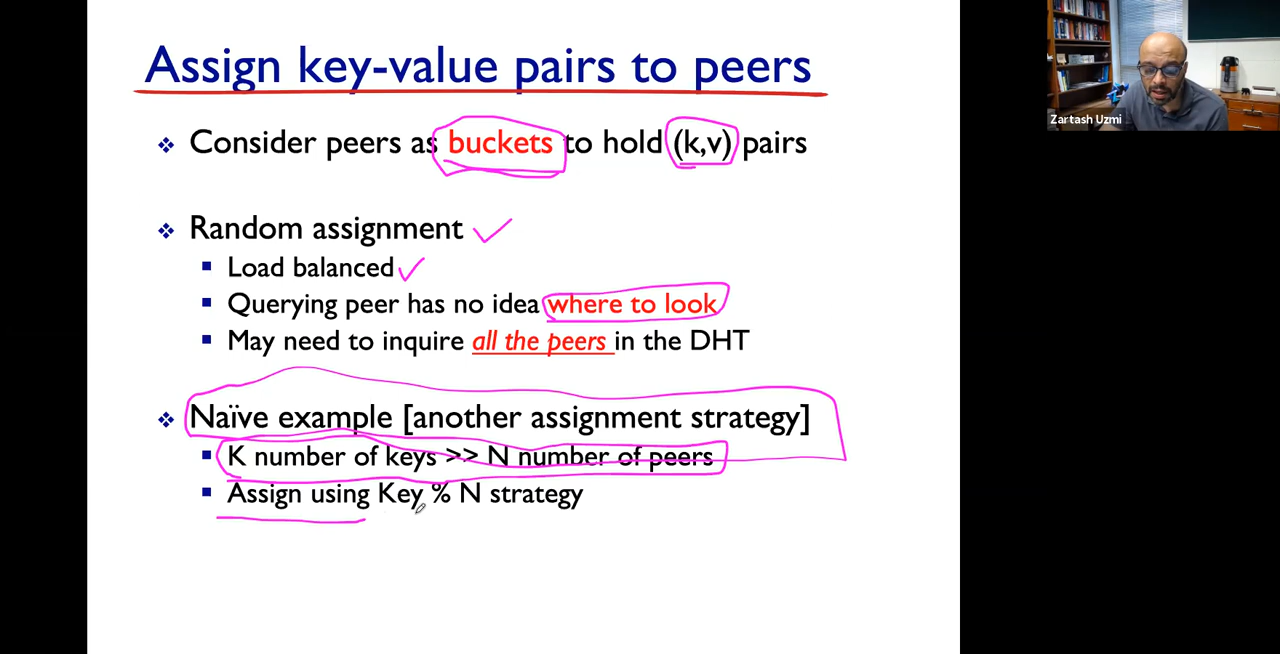 Assign key-value pairs to peers
Consider peers as buckets to hold (k,v) pairs
Random assignment
Load balanced
Querying peer has no idea where to look
May need to inquire all the peers in the DHT
Naïve example [another assignment strategy]
K number of keys >> N number of peers
Assign using Key % N strategy
Zartash Uzmi